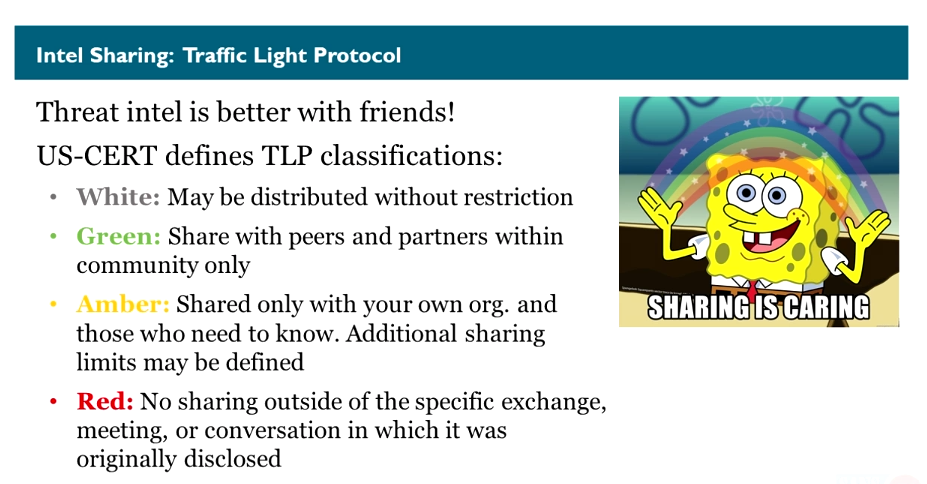 Intel Sharing: Traffic Light Protocol
Threat intel is better with friends!
US-CERT defines TLP classifications:
• White: May be distributed without restriction
• Green: Share with peers and partners within
community only
• Amber: Shared only with your own org. and
those who need to know. Additional sharing
limits may be defined
• Red: No sharing outside of the specific exchange,
meeting, or conversation in which it was
originally disclosed
SHARING IS CARING